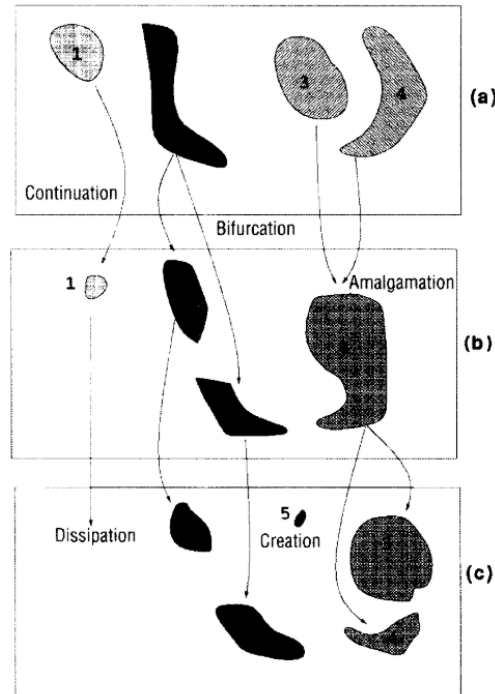 1
3
4
(a)
Continuation
Bifurcation
1
Amalgamation
(b)
5
Dissipation
Creation
(c)